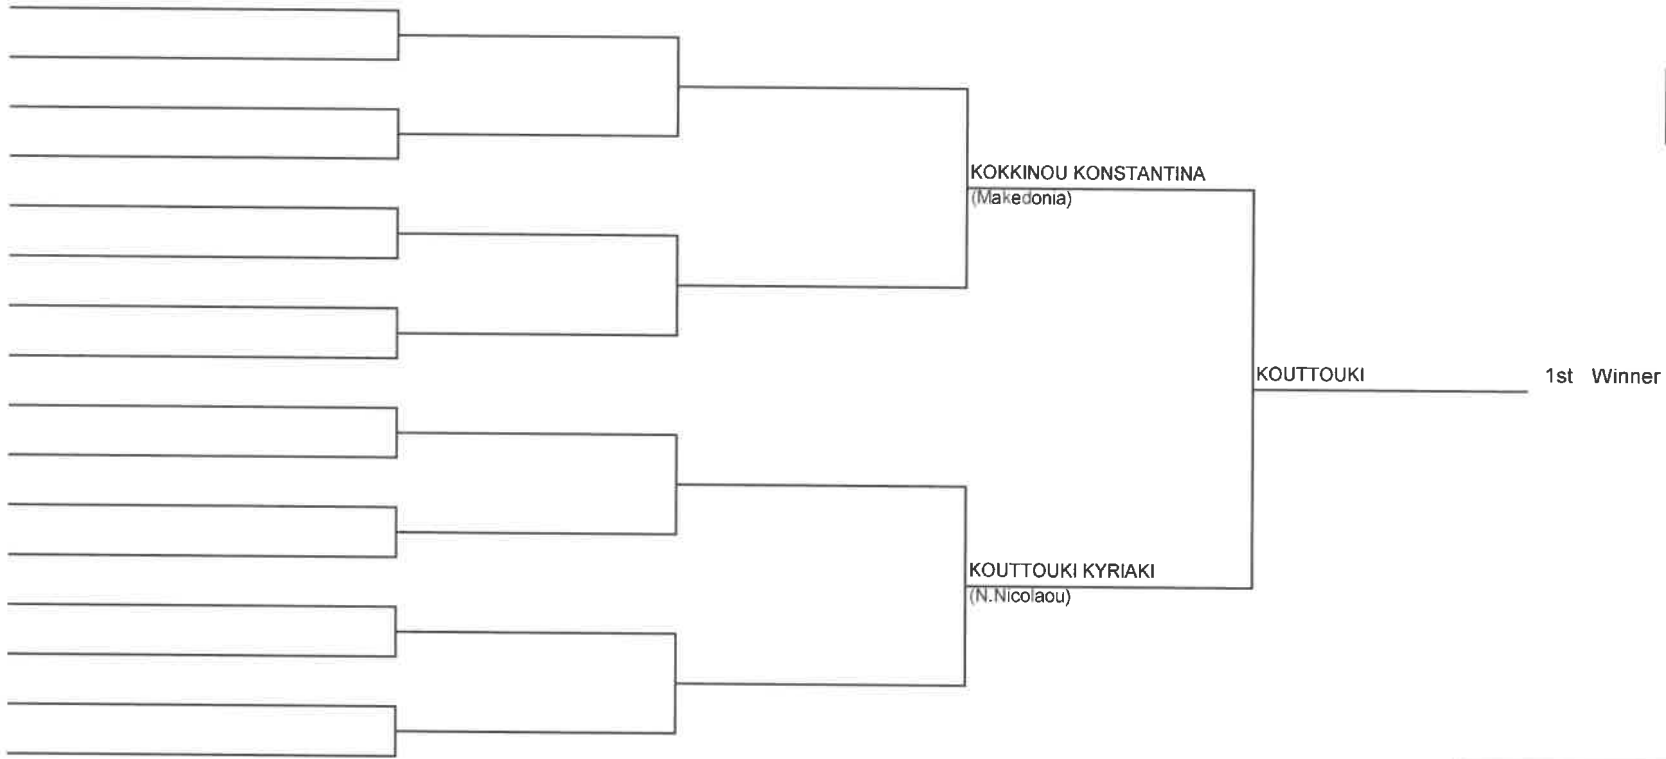 KOKKINOU KONSTANTINA
(Makedonia)
KOUTTOUKI
1st Winner
KOUTTOUKI KYRIAKI
(N.Nicolaou)